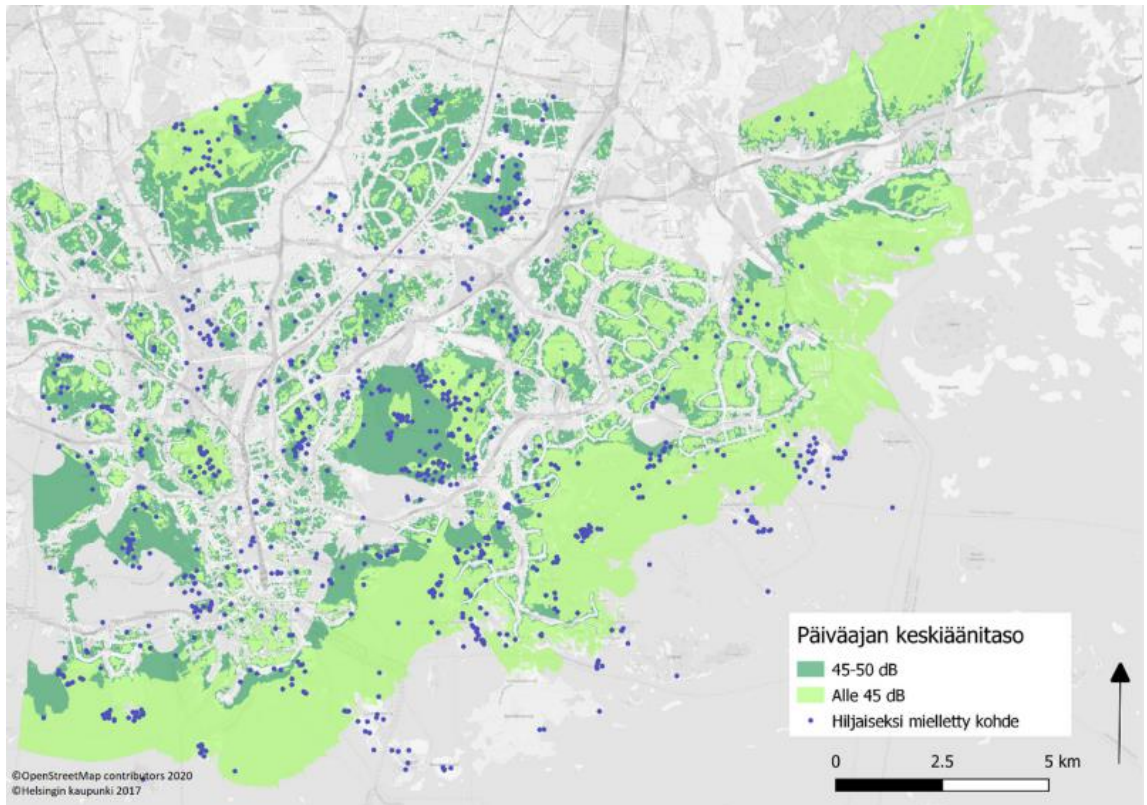 Päiväajan keskiäänitaso
45-50 dB
Alle 45 dB
Hiljaiseksi mielletty kohde
0 2.5 5 km
©OpenStreetMap contributors 2020
©Helsingin kaupunki 2017